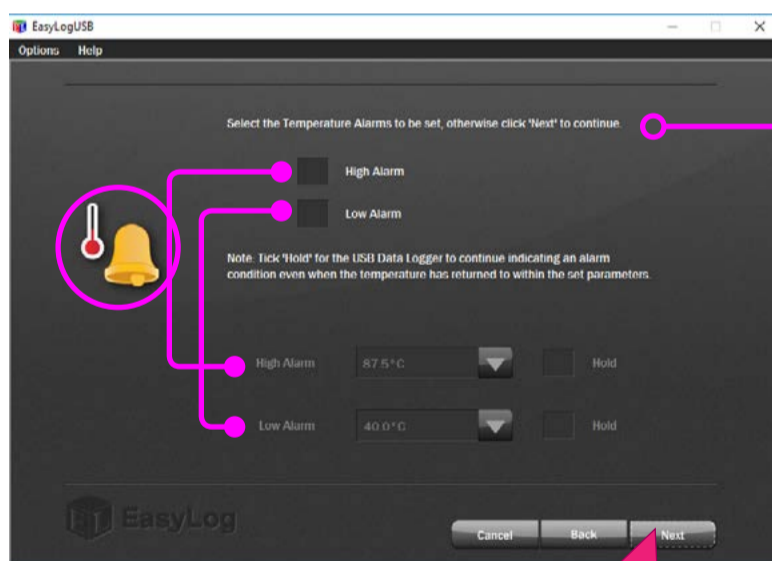 EasyLogUSB
Options Help
Select the Temperature Alarms to be set, otherwise click 'Next' to continue.
High Alarm
Low Alarm
Note: Tick 'Hold' for the USB Data Logger to continue indicating an alarm
condition even when the temperature has returned to within the set parameters.
High Alarm 87.5°C Hold
Low Alarm 40.0°C Hold
EasyLog
Cancel Back Next